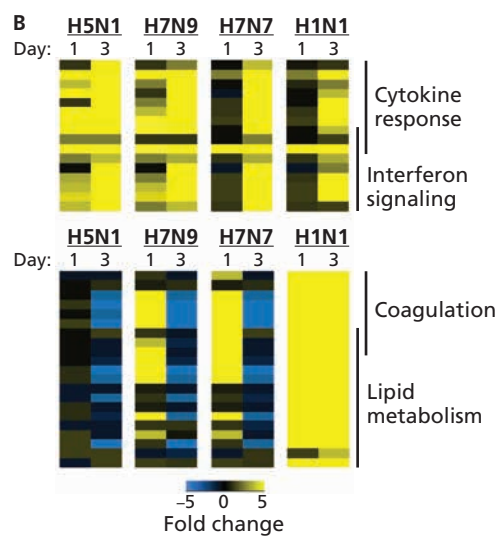 B
H5N1 H7N9 H7N7 H1N1
Day: 1 3 1 3 1 3 1 3
Cytokine
response
Interferon
signaling
H5N1 H7N9 H7N7 H1N1
Day: 1 3 1 3 1 3 1 3
Coagulation
Lipid
metabolism
–5 0 5
Fold change